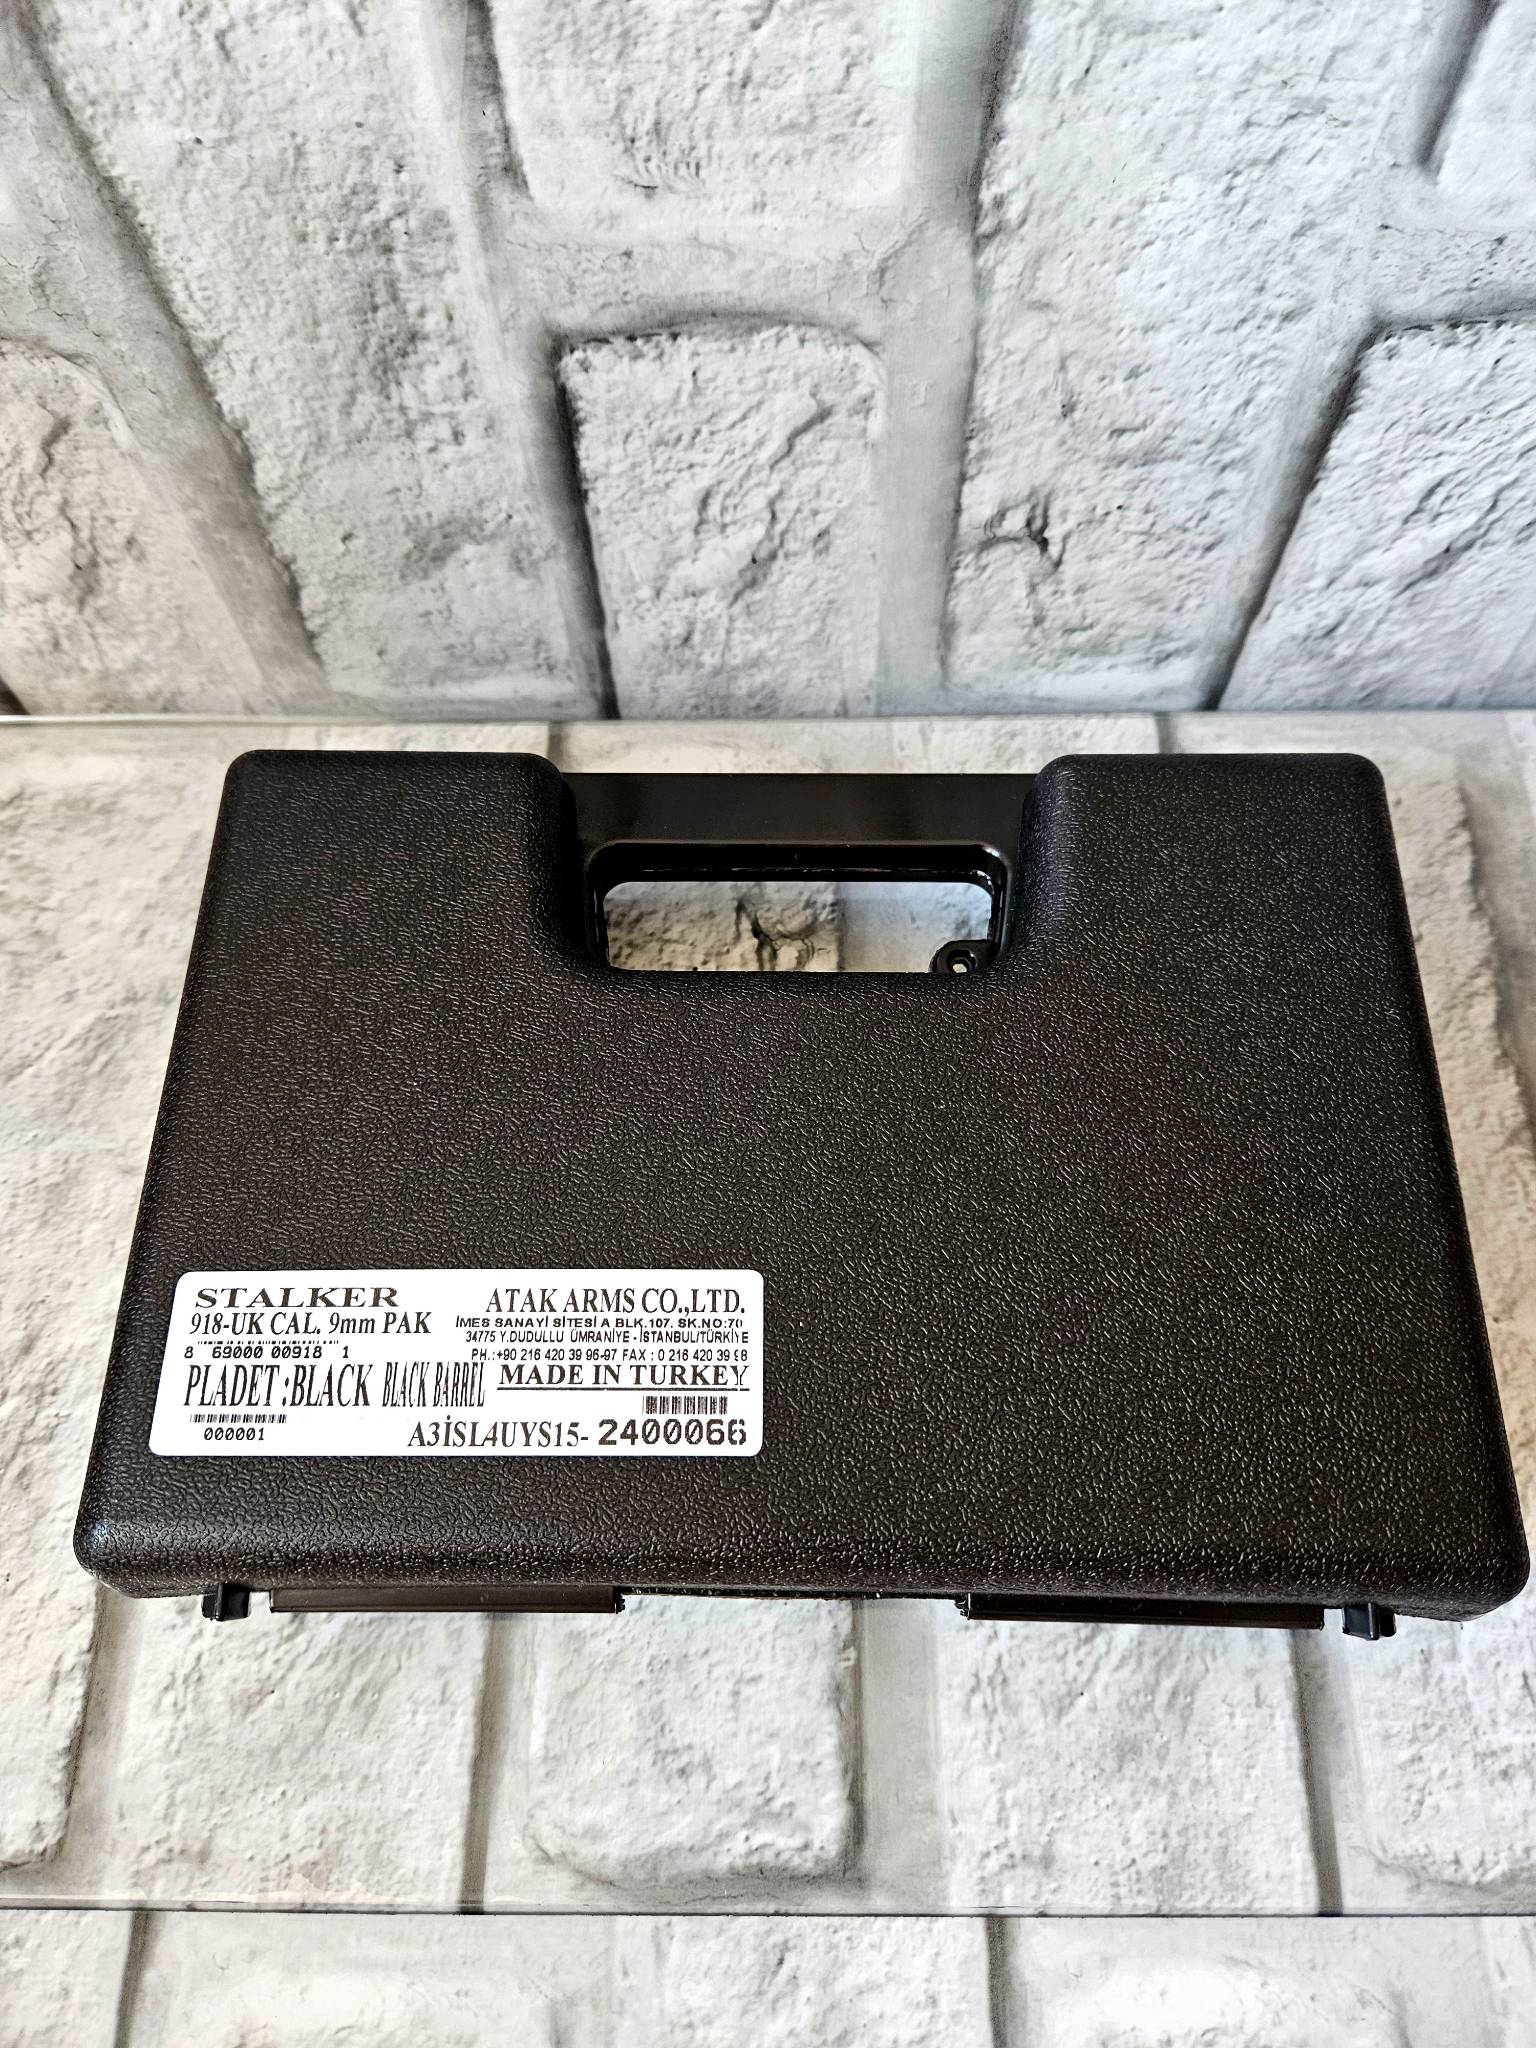 STALKER
918-UK CAL. 9mm PAK
8 69000 00918 1
PLADET:BLACK BLACK BARREL
000001
ATAK ARMS CO.,LTD.
İMES SANAYİ SİTESİ A BLK.107. SK.NO:70
34775 Y.DUDULLU ÜMRANİYE - İSTANBUL/TÜRKİYE
PH.:+90 216 420 39 96-97 FAX : 0 216 420 39 98
MADE IN TURKEY
A3İSL4UYS15- 2400066